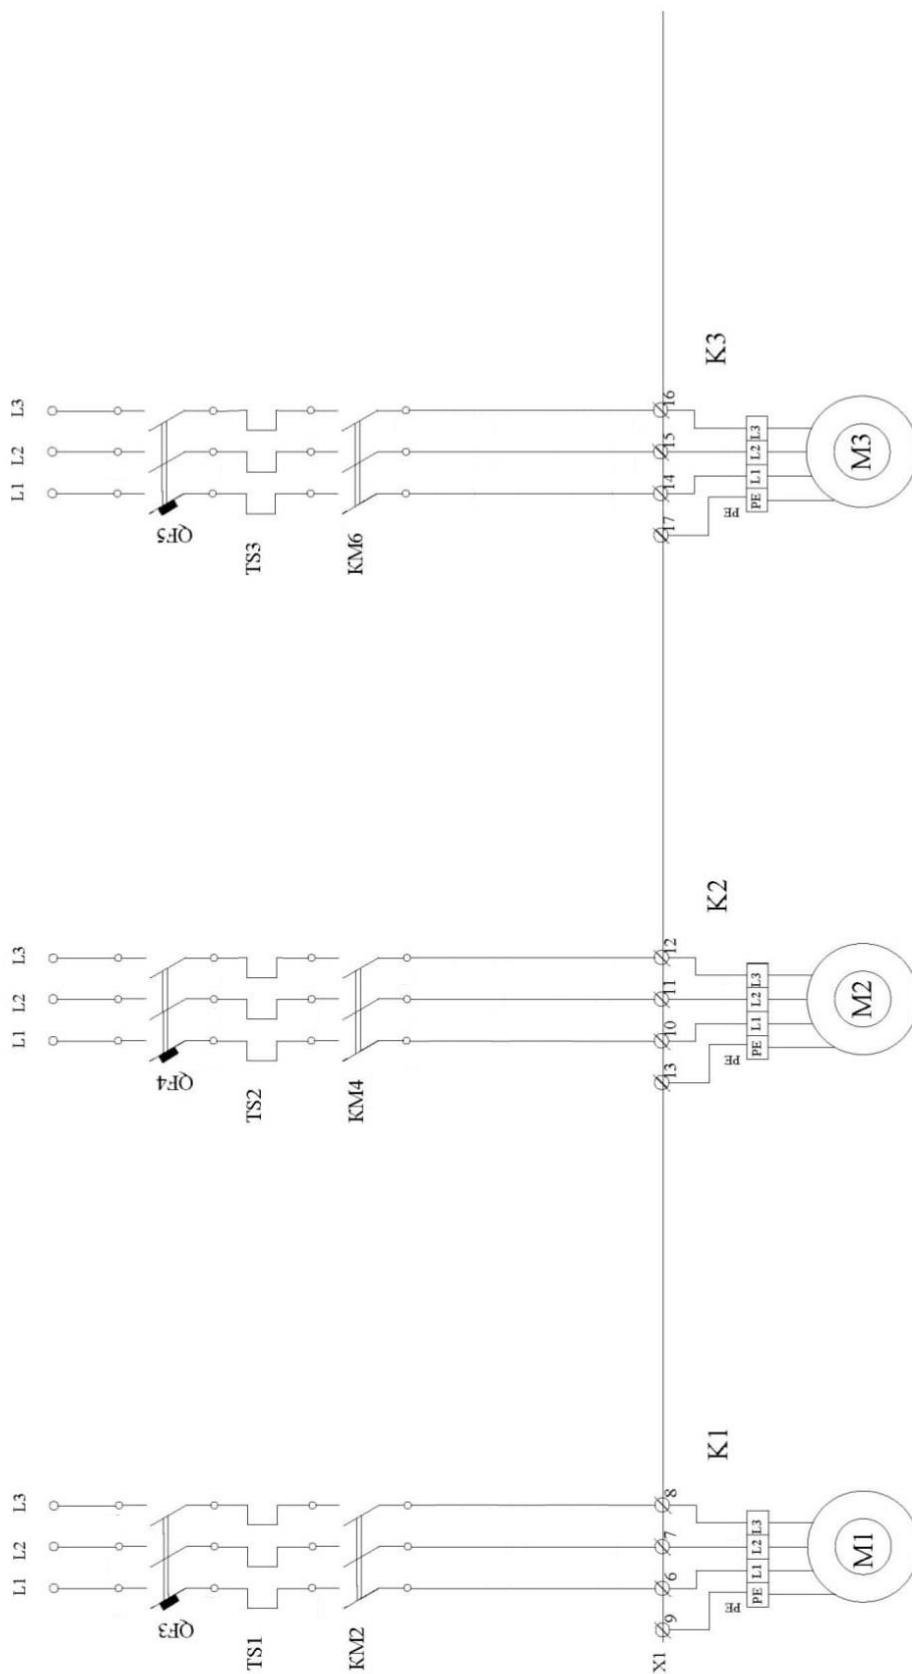 L1 L2 L3
QF5
TS3
KM6
17 14 15 16
K3
PE
PE L1 L2 L3
M3
L1 L2 L3
QF4
TS2
KM4
13 10 11 12
K2
PE
PE L1 L2 L3
M2
L1 L2 L3
QF3
TS1
KM2
X1
9 6 7 8
K1
PE
PE L1 L2 L3
M1